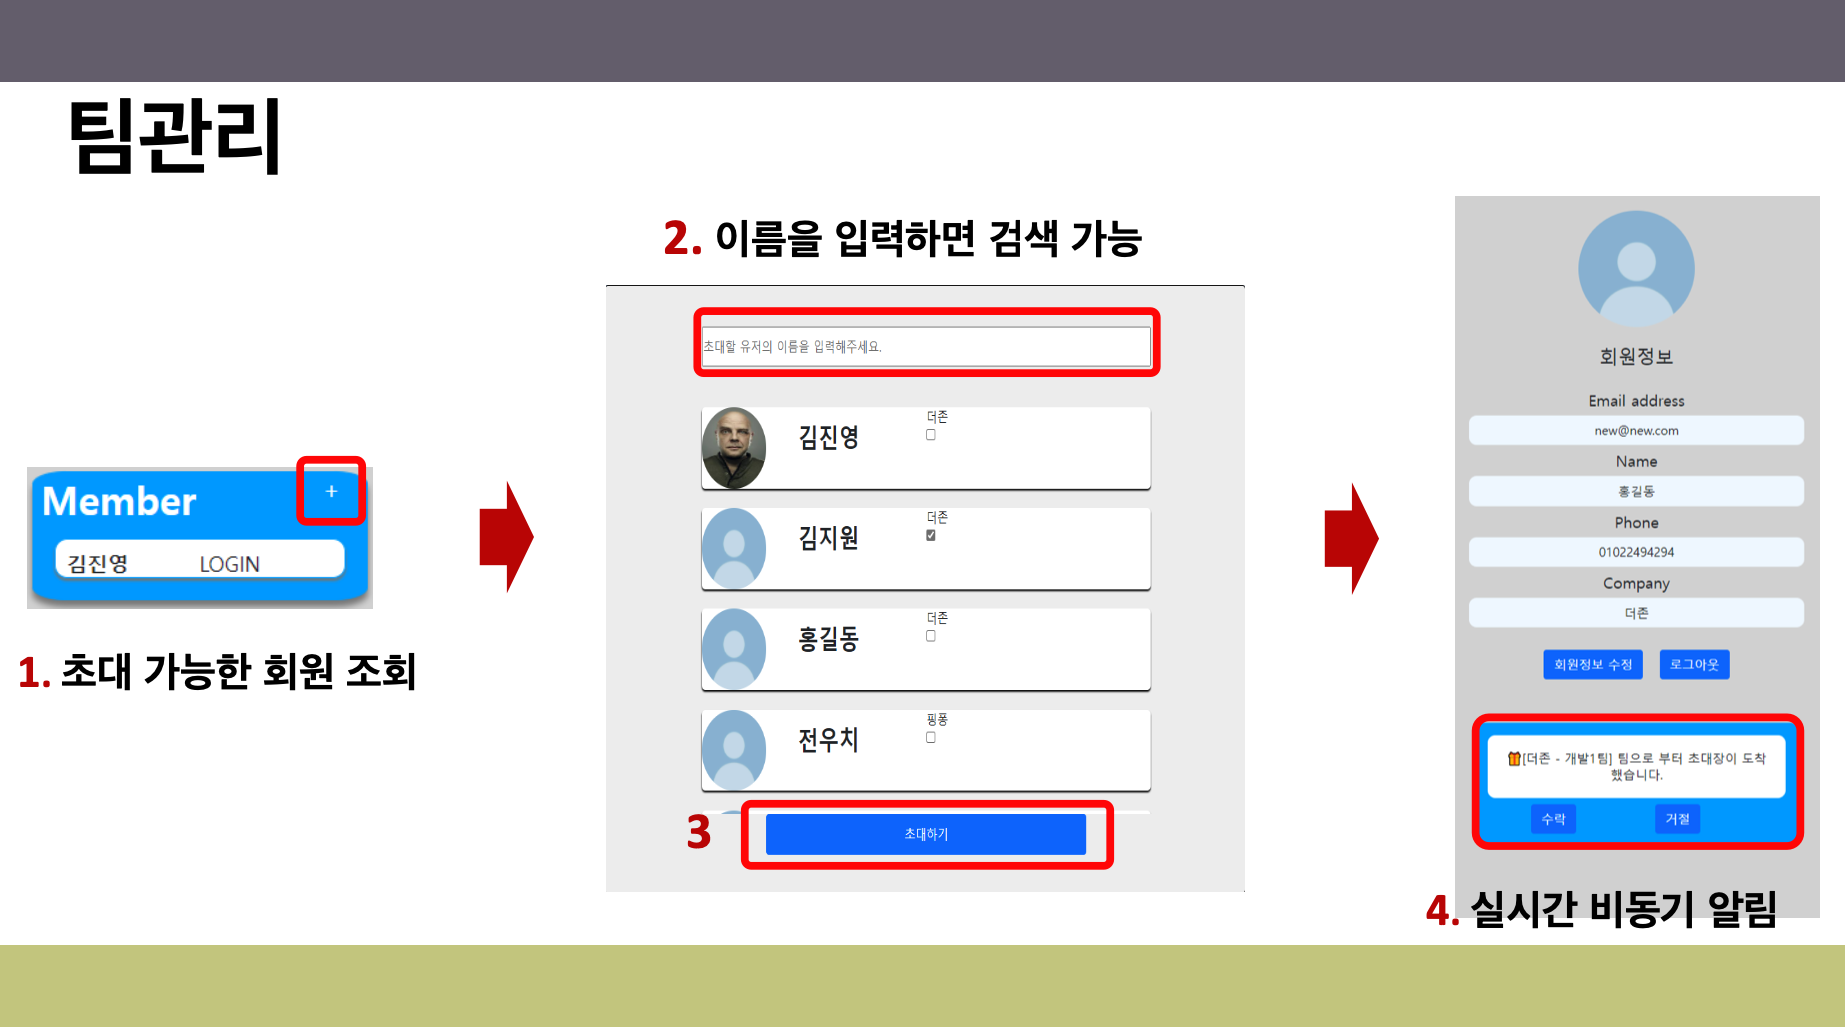 팀관리
Member +
김진영 LOGIN
1. 초대 가능한 회원 조회
2. 이름을 입력하면 검색 가능
초대할 유저의 이름을 입력해주세요.
김진영 더존
김지원 더존
홍길동 더존
전우치 핑퐁
3
초대하기
회원정보
Email address
new@new.com
Name
홍길동
Phone
01022494294
Company
더존
회원정보 수정 로그아웃
[더존 - 개발1팀] 팀으로 부터 초대장이 도착
했습니다.
수락 거절
4. 실시간 비동기 알림